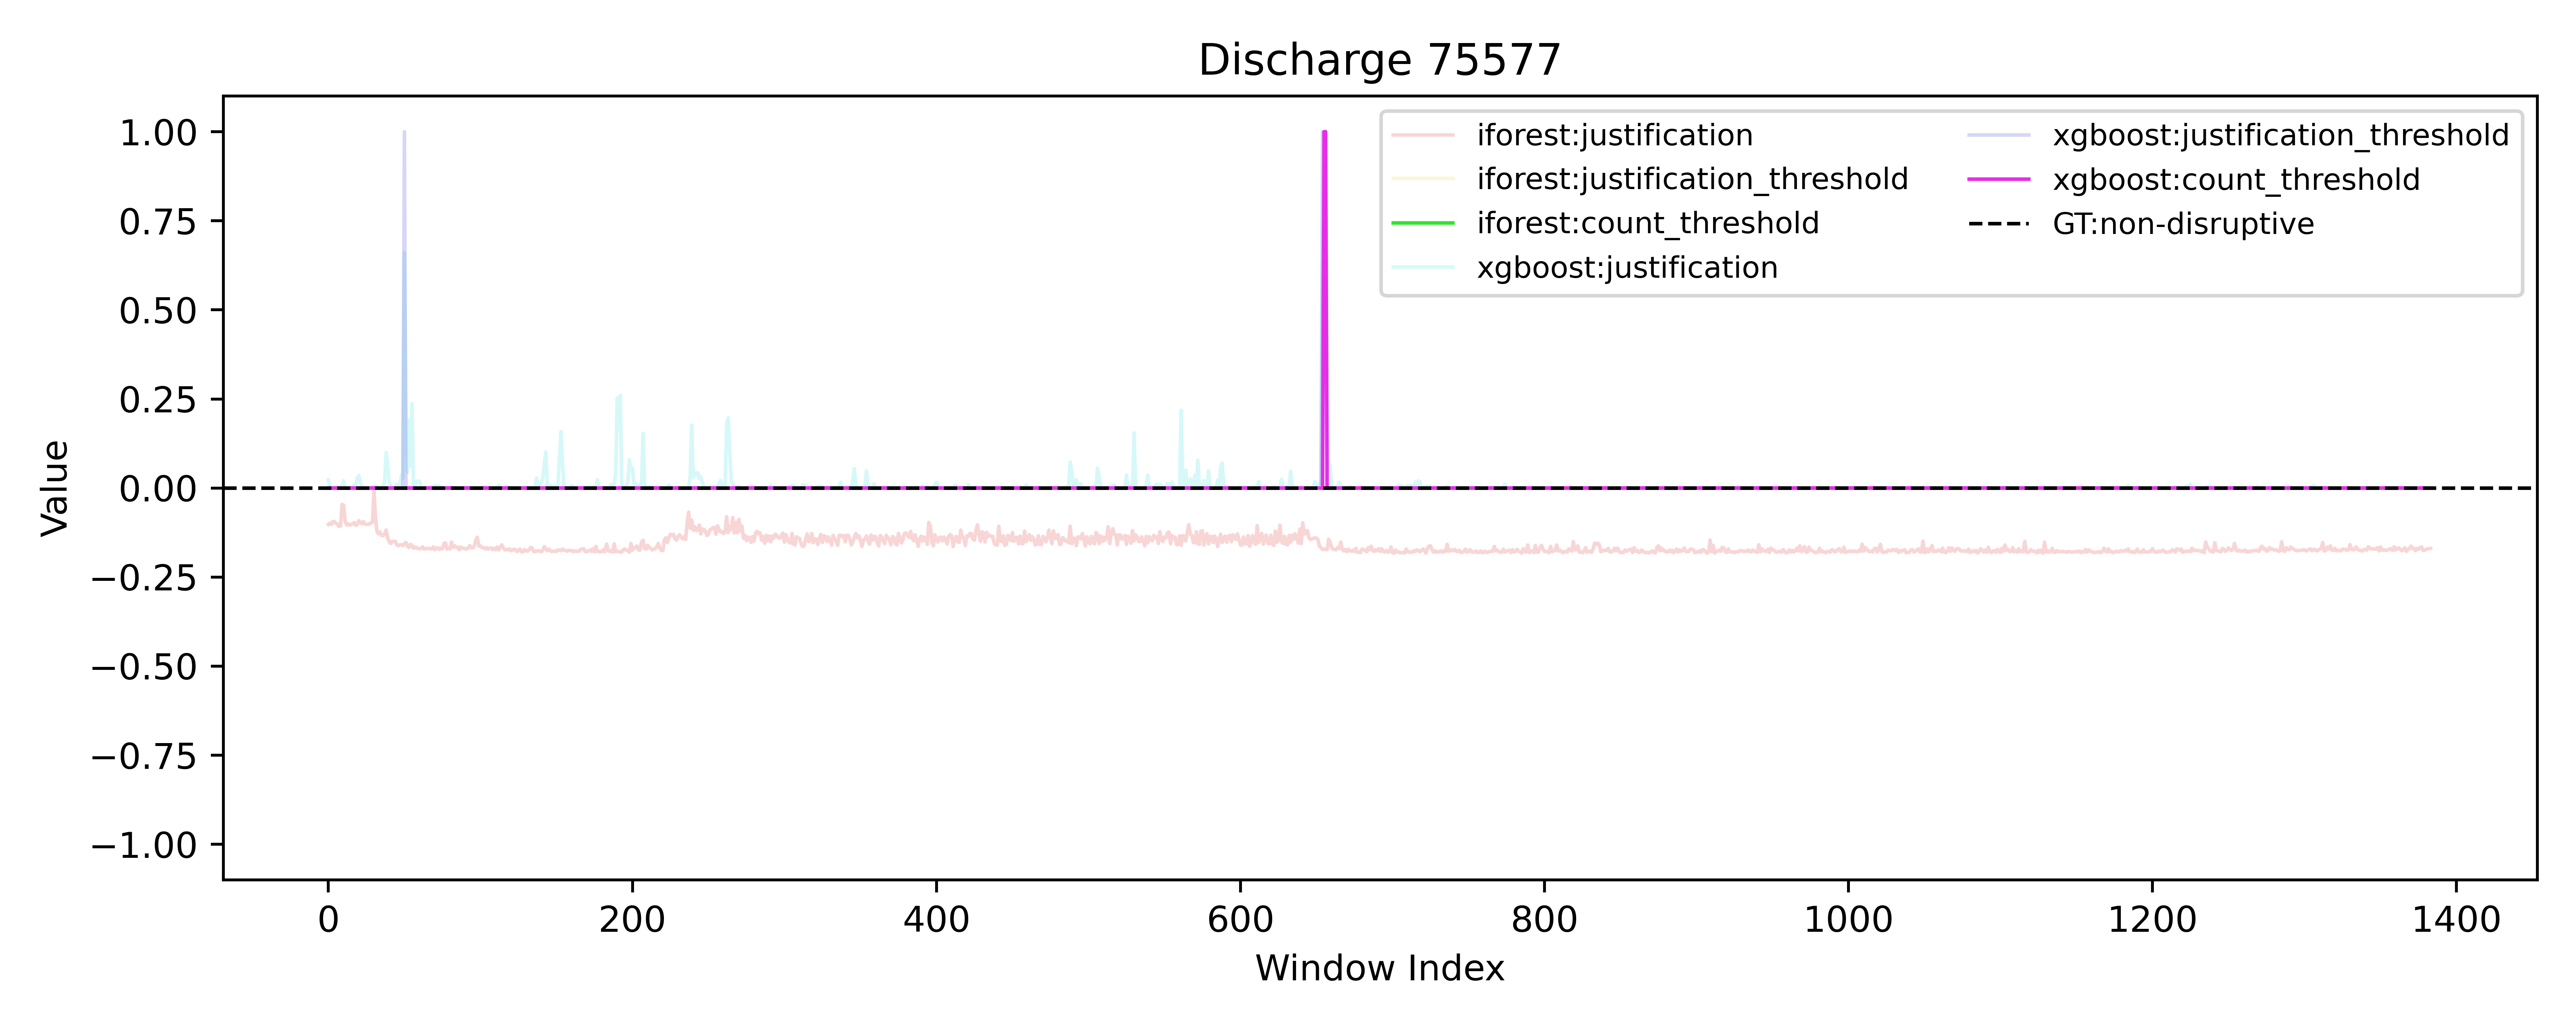 Discharge 75577
iforest:justification
iforest:justification_threshold
iforest:count_threshold
xgboost:justification
xgboost:justification_threshold
xgboost:count_threshold
GT:non-disruptive
Value
1.00
0.75
0.50
0.25
0.00
−0.25
−0.50
−0.75
−1.00
0 200 400 600 800 1000 1200 1400
Window Index